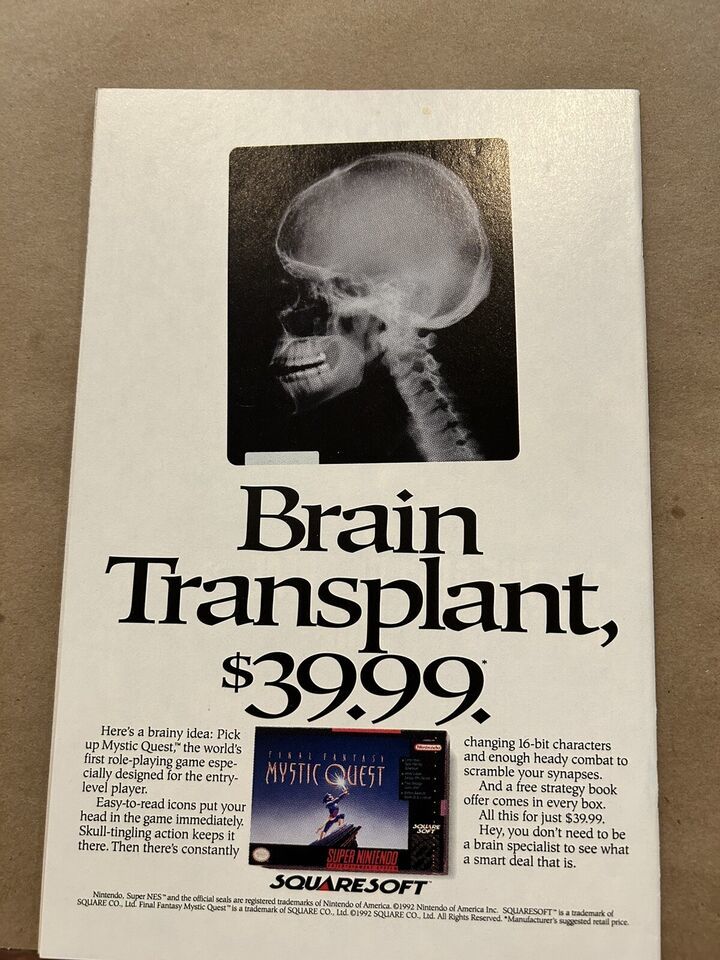 Brain
Transplant,
$39.99.*
Here's a brainy idea: Pick
up Mystic Quest,™ the world's
first role-playing game espe-
cially designed for the entry-
level player.
Easy-to-read icons put your
head in the game immediately.
Skull-tingling action keeps it
there. Then there's constantly
FINAL FANTASY
MYSTIC QUEST
Nintendo
SQUARE
SOFT
SUPER NINTENDO
ENTERTAINMENT SYSTEM
SQUARESOFT™
changing 16-bit characters
and enough heady combat to
scramble your synapses.
And a free strategy book
offer comes in every box.
All this for just $39.99.
Hey, you don't need to be
a brain specialist to see what
a smart deal that is.
Nintendo, Super NES™ and the official seals are registered trademarks of Nintendo of America. ©1992 Nintendo of America Inc. SQUARESOFT™ is a trademark of
SQUARE CO., Ltd. Final Fantasy Mystic Quest™ is a trademark of SQUARE CO., Ltd. ©1992 SQUARE CO., Ltd. All Rights Reserved. *Manufacturer's suggested retail price.